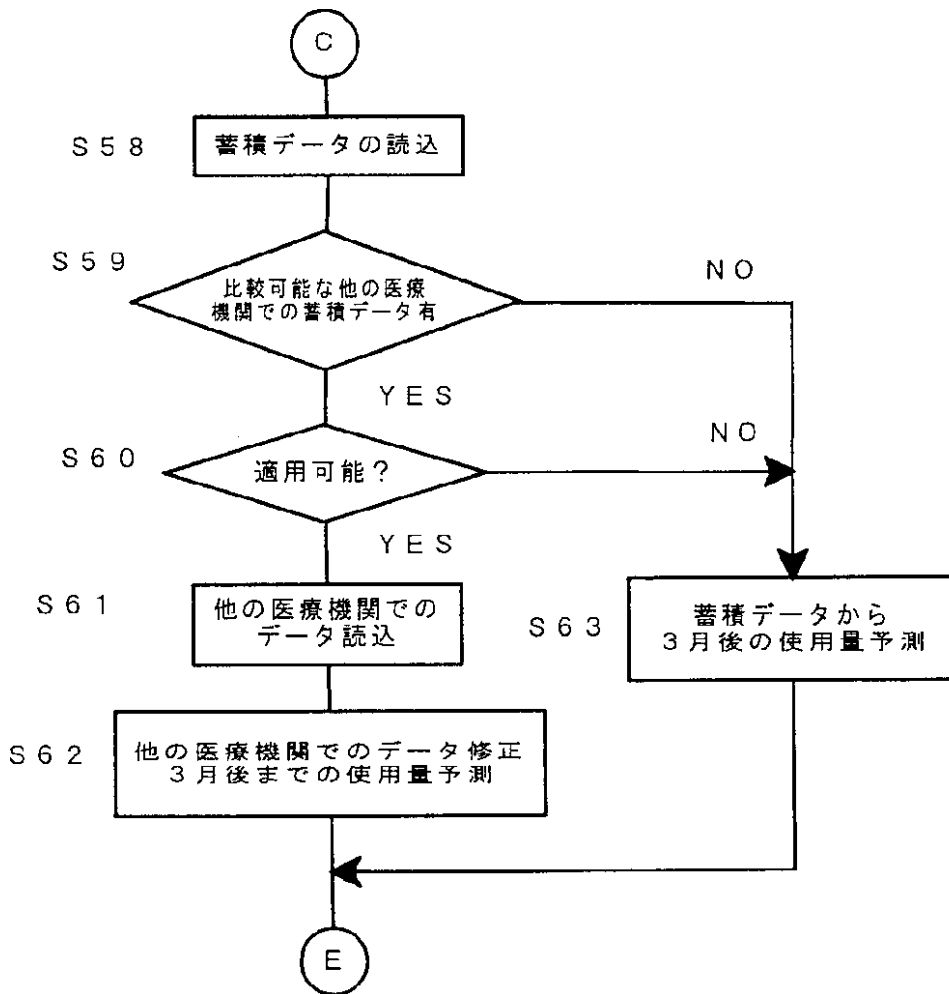 C
S58
蓄積データの読込
S59
比較可能な他の医療
機関での蓄積データ有
NO
YES
S60
適用可能?
NO
YES
S61
他の医療機関での
データ読込
S63
蓄積データから
3月後の使用量予測
S62
他の医療機関でのデータ修正
3月後までの使用量予測
E